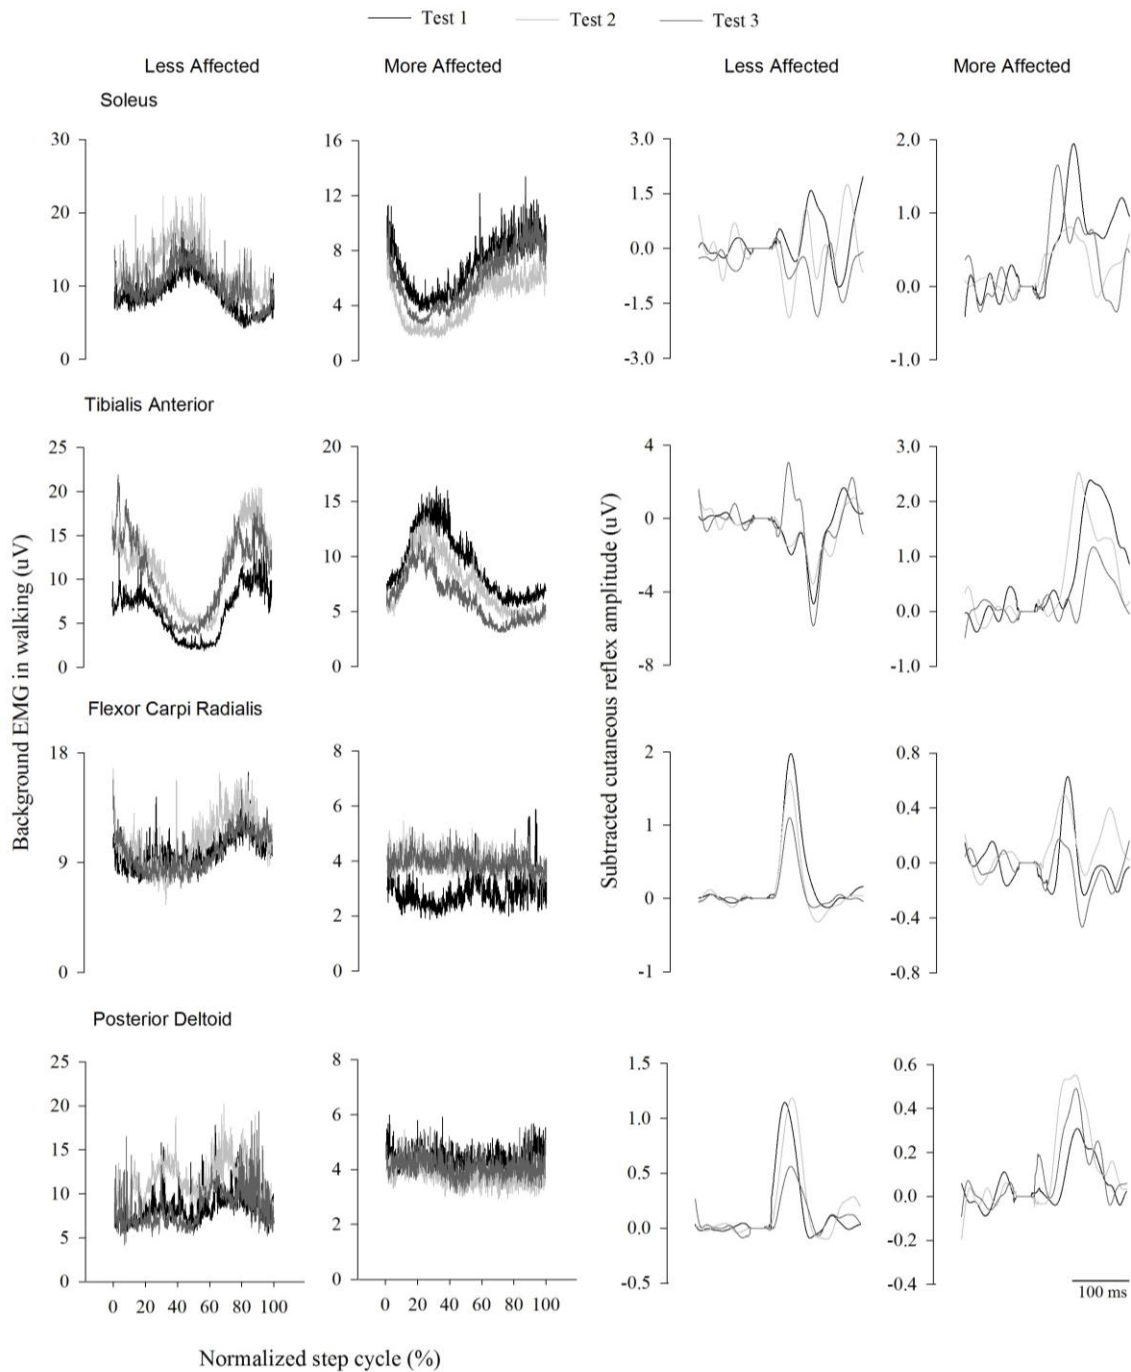 Test 1 Test 2 Test 3
Less Affected More Affected Less Affected More Affected
Soleus
30 20 10 0
16 12 8 4 0
3.0 1.5 0.0 -1.5 -3.0
2.0 1.0 0.0 -1.0
Tibialis Anterior
25 20 15 10 5 0
20 15 10 5 0
4 0 -4 -8
3.0 2.0 1.0 0.0 -1.0
Flexor Carpi Radialis
18 9 0
8 6 4 2 0
2 1 0 -1
0.8 0.4 0.0 -0.4 -0.8
Posterior Deltoid
25 20 15 10 5 0
8 6 4 2 0
1.5 1.0 0.5 0.0 -0.5
0.6 0.4 0.2 0.0 -0.2 -0.4
0 20 40 60 80 100
0 20 40 60 80 100
100 ms
Normalized step cycle (%)
Background EMG in walking (uV)
Subtracted cutaneous reflex amplitude (uV)